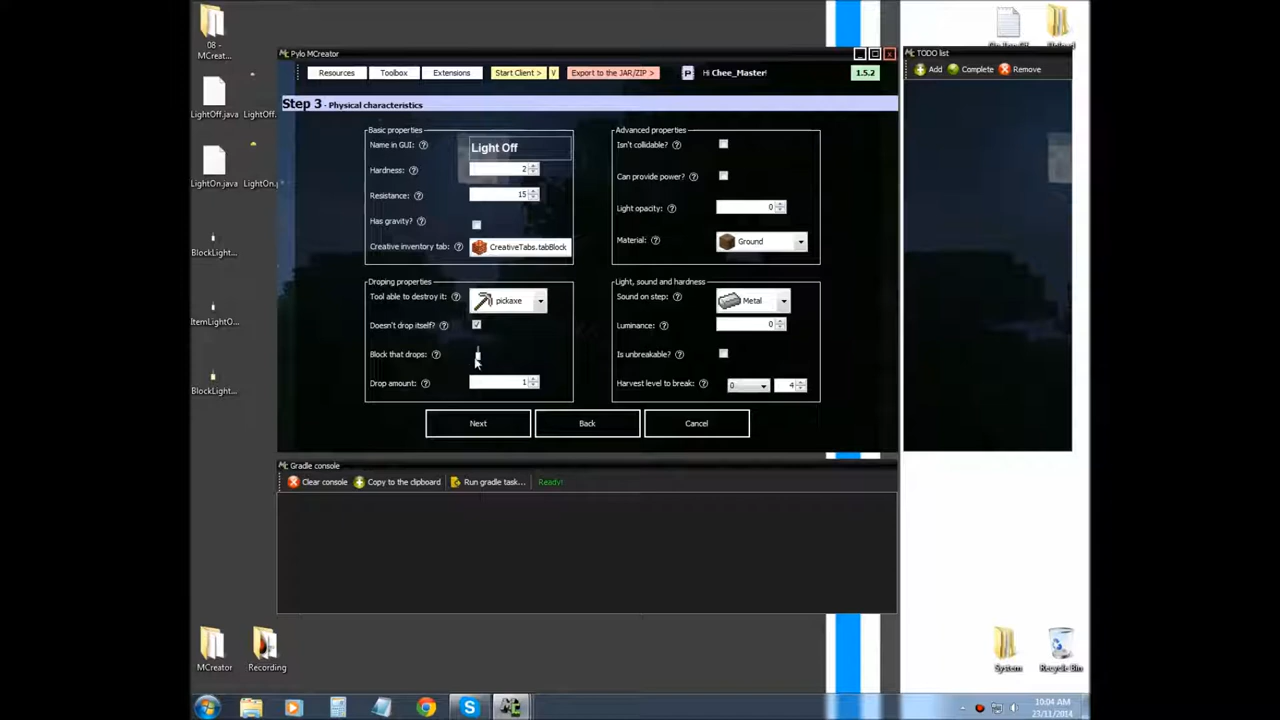 08 -
MCreat...
LightOff.java
LightOff.
LightOn.java
LightOn.
BlockLight...
ItemLightO...
BlockLight...
MCreator
Recording
Pylo MCreator
Resources
Toolbox
Extensions
Start Client >
V
Export to the JAR/ZIP >
P
Hi Chee_Master!
1.5.2
Step 3 - Physical characteristics
Basic properties
Name in GUI: ?
Light Off
Hardness: ?
2
Resistance: ?
15
Has gravity? ?
Creative inventory tab: ?
CreativeTabs.tabBlock
Advanced properties
Isn't collidable? ?
Can provide power? ?
Light opacity: ?
0
Material: ?
Ground
Droping properties
Tool able to destroy it: ?
pickaxe
Doesn't drop itself? ?
Block that drops: ?
Drop amount: ?
1
Light, sound and hardness
Sound on step: ?
Metal
Luminance: ?
0
Is unbreakable? ?
Harvest level to break: ?
0
4
Next
Back
Cancel
Gradle console
Clear console
Copy to the clipboard
Run gradle task...
Ready!
TODO list
Add
Complete
Remove
System
Recycle Bin
10:04 AM
23/11/2014